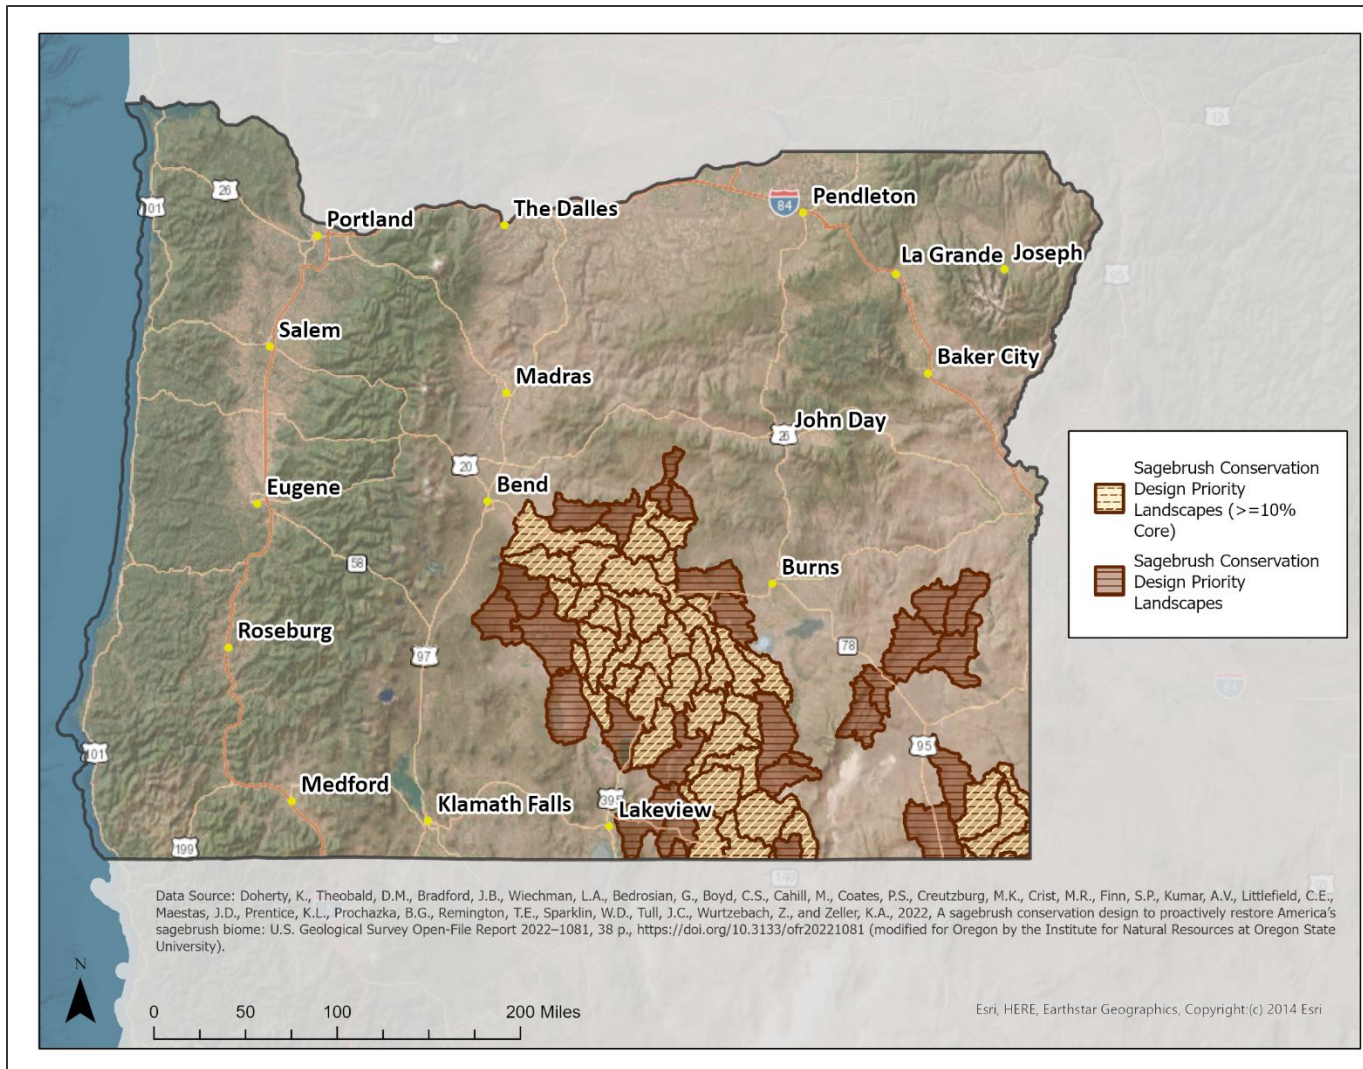 12
26
101
Portland
The Dalles
84
Pendleton
La Grande
Joseph
95
Salem
Madras
Baker City
John Day
26
20
Bend
Eugene
58
Burns
Roseburg
97
78
84
95
101
Medford
Klamath Falls
395
Lakeview
199
140
93
Sagebrush Conservation
Design Priority
Landscapes (>=10%
Core)
Sagebrush Conservation
Design Priority
Landscapes
Data Source: Doherty, K., Theobald, D.M., Bradford, J.B., Wiechman, L.A., Bedrosian, G., Boyd, C.S., Cahill, M., Coates, P.S., Creutzburg, M.K., Crist, M.R., Finn, S.P., Kumar, A.V., Littlefield, C.E.,
Maestas, J.D., Prentice, K.L., Prochazka, B.G., Remington, T.E., Sparklin, W.D., Tull, J.C., Wurtzebach, Z., and Zeller, K.A., 2022, A sagebrush conservation design to proactively restore America's
sagebrush biome: U.S. Geological Survey Open-File Report 2022–1081, 38 p., https://doi.org/10.3133/ofr20221081 (modified for Oregon by the Institute for Natural Resources at Oregon State
University).
N
0 50 100 200 Miles
Esri, HERE, Earthstar Geographics, Copyright:(c) 2014 Esri